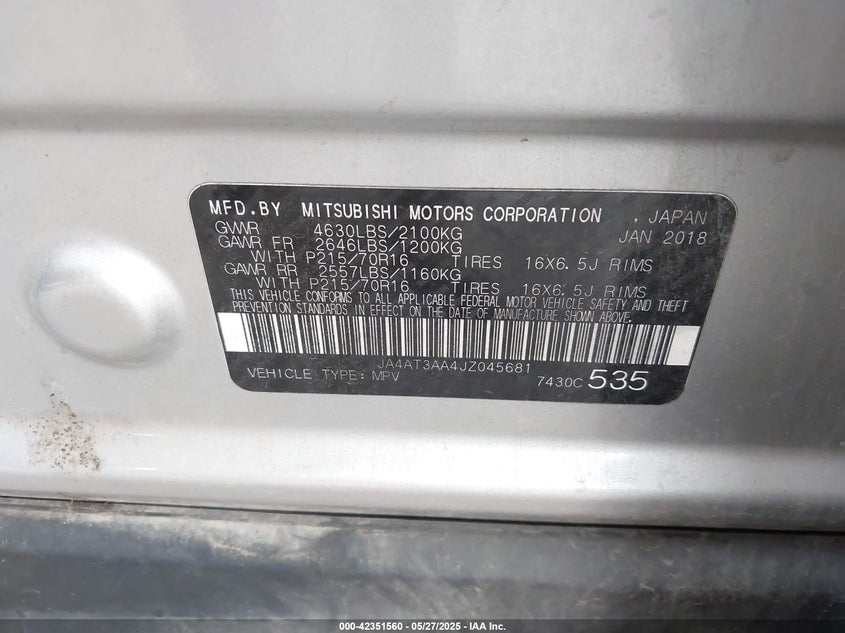 MFD.BY MITSUBISHI MOTORS CORPORATION , JAPAN
GVWR 4630LBS/2100KG JAN 2018
GAWR FR 2646LBS/1200KG
WITH P215/70R16 TIRES 16X6.5J RIMS
GAWR RR 2557LBS/1160KG
WITH P215/70R16 TIRES 16X6.5J RIMS
THIS VEHICLE CONFORMS TO ALL APPLICABLE FEDERAL MOTOR VEHICLE SAFETY AND THEFT
PREVENTION STANDARDS IN EFFECT ON THE DATE OF MANUFACTURE SHOWN ABOVE.
JA4AT3AA4JZ045681
VEHICLE TYPE: MPV 7430C 535
000-42351560 - 05/27/2025 - IAA Inc.